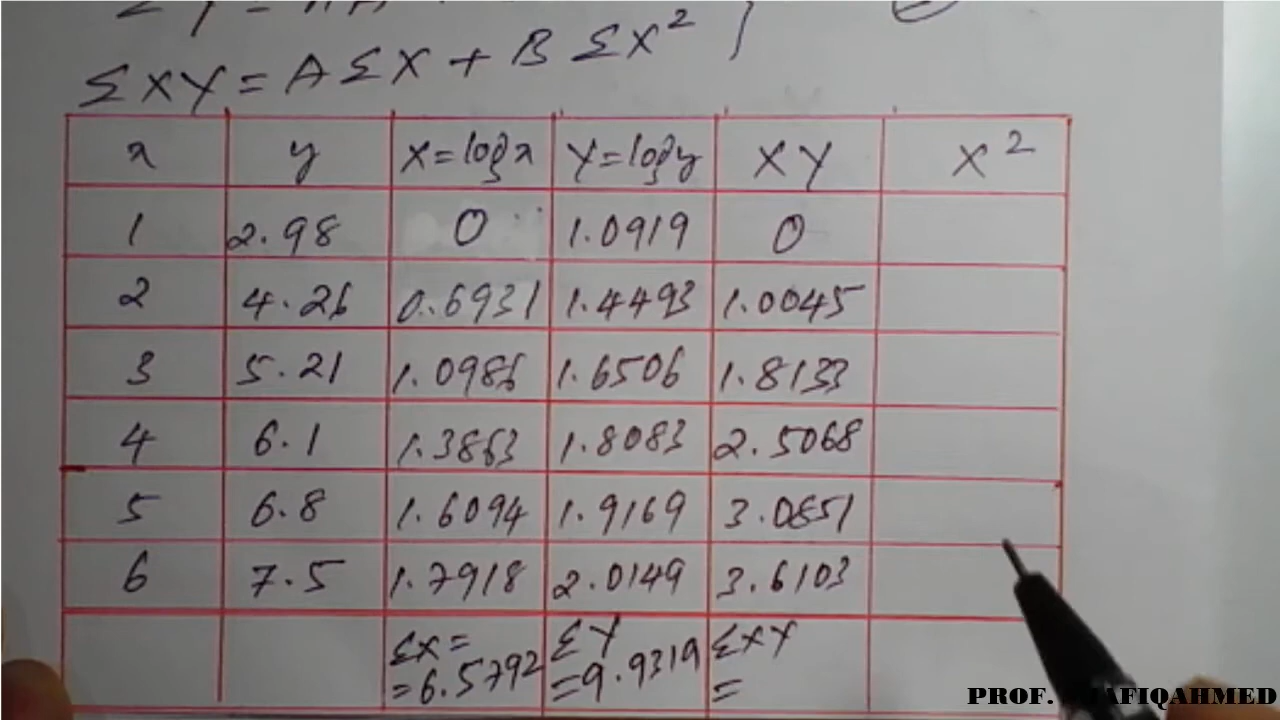 ΣXY = AΣX + BΣX²
x y X=logx Y=logy XY X²
1 2.98 0 1.0919 0
2 4.26 0.6931 1.4493 1.0045
3 5.21 1.0986 1.6506 1.8133
4 6.1 1.3863 1.8083 2.5068
5 6.8 1.6094 1.9169 3.0851
6 7.5 1.7918 2.0149 3.6103
ΣX= ΣY ΣXY
=6.5792 =9.9319 =
PROF.